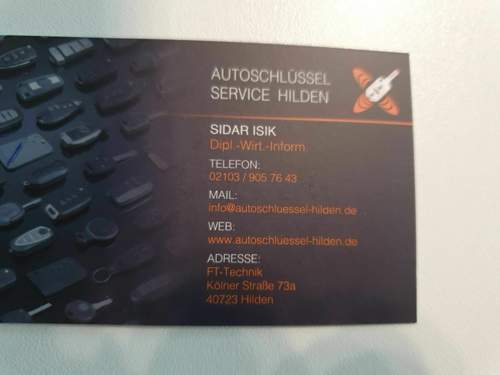 AUTOSCHLÜSSEL
SERVICE HILDEN
SIDAR ISIK
Dipl.-Wirt.-Inform
TELEFON:
02103 / 905 76 43
MAIL:
info@autoschluessel-hilden.de
WEB:
www.autoschluessel-hilden.de
ADRESSE:
FT-Technik
Kölner Straße 73a
40723 Hilden